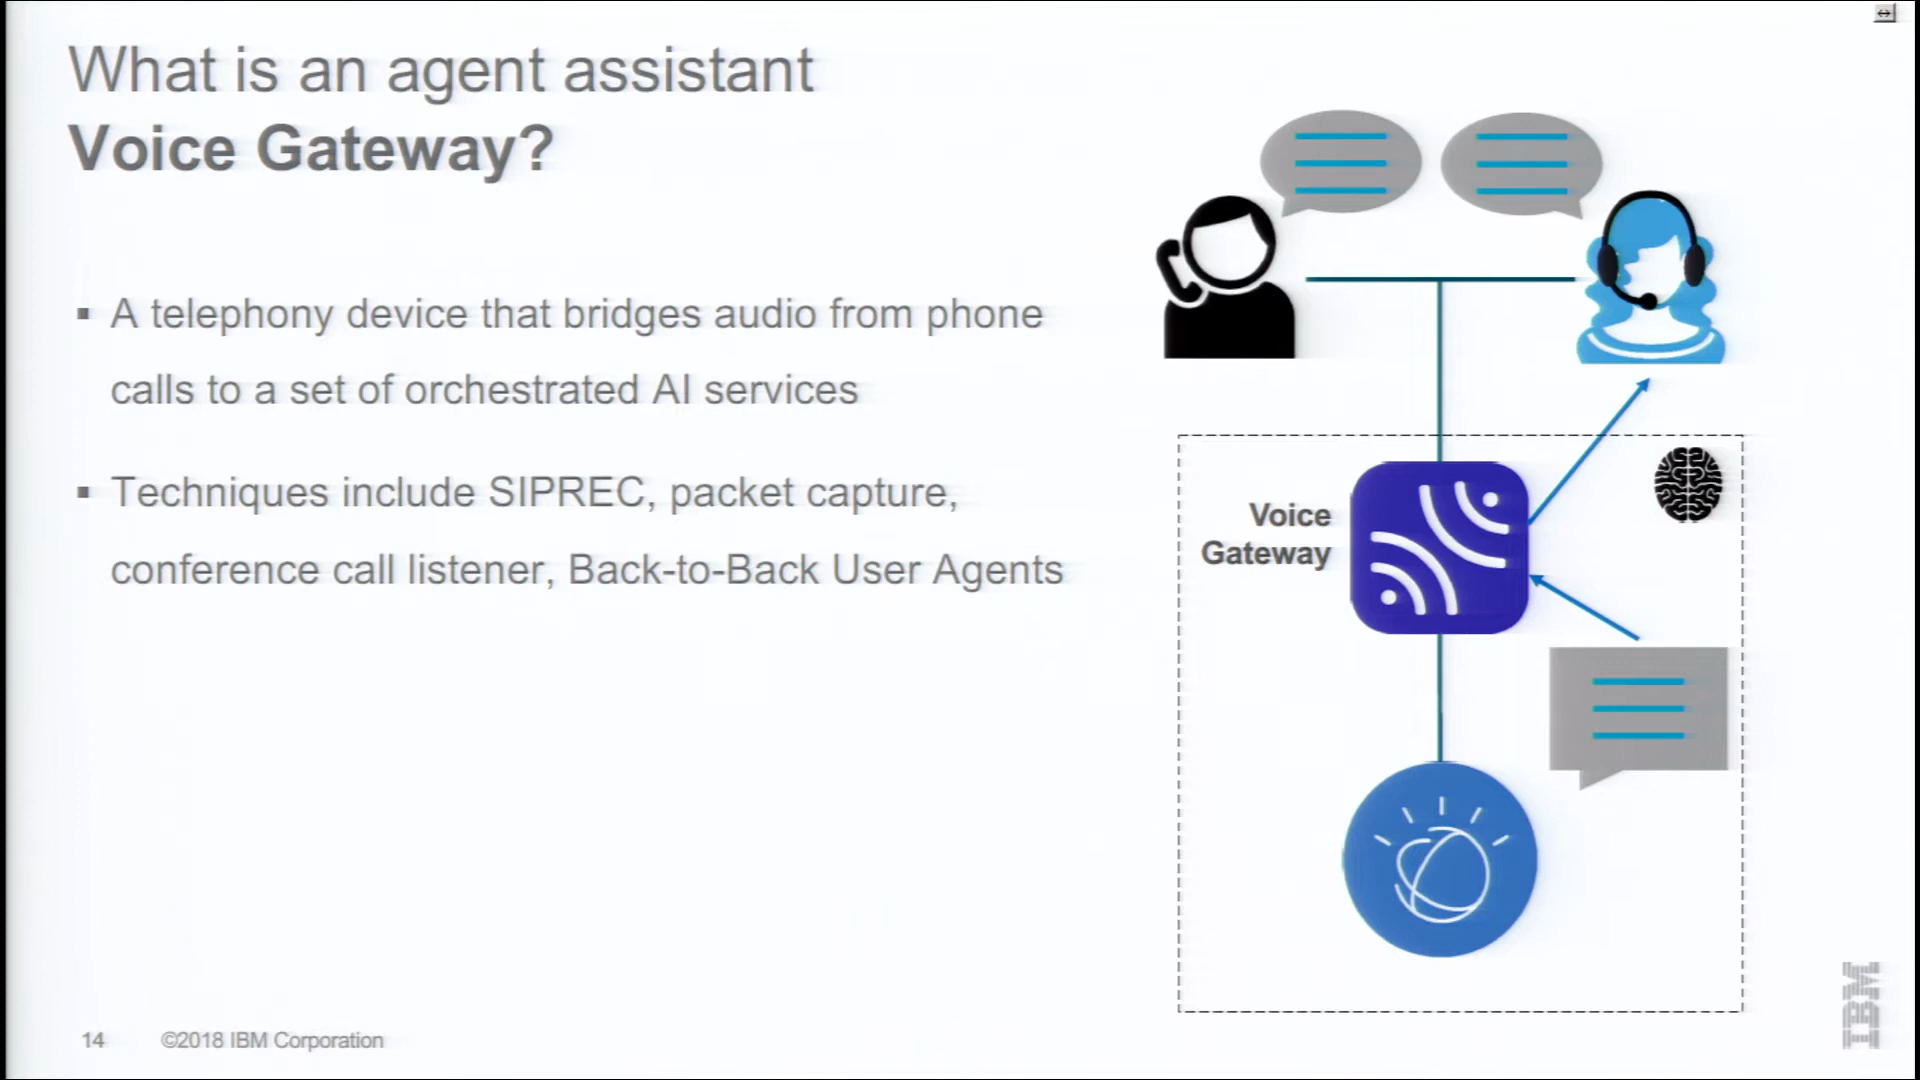 What is an agent assistant
Voice Gateway?
▪ A telephony device that bridges audio from phone
calls to a set of orchestrated AI services
▪ Techniques include SIPREC, packet capture,
conference call listener, Back-to-Back User Agents
Voice
Gateway
14 ©2018 IBM Corporation
IBM